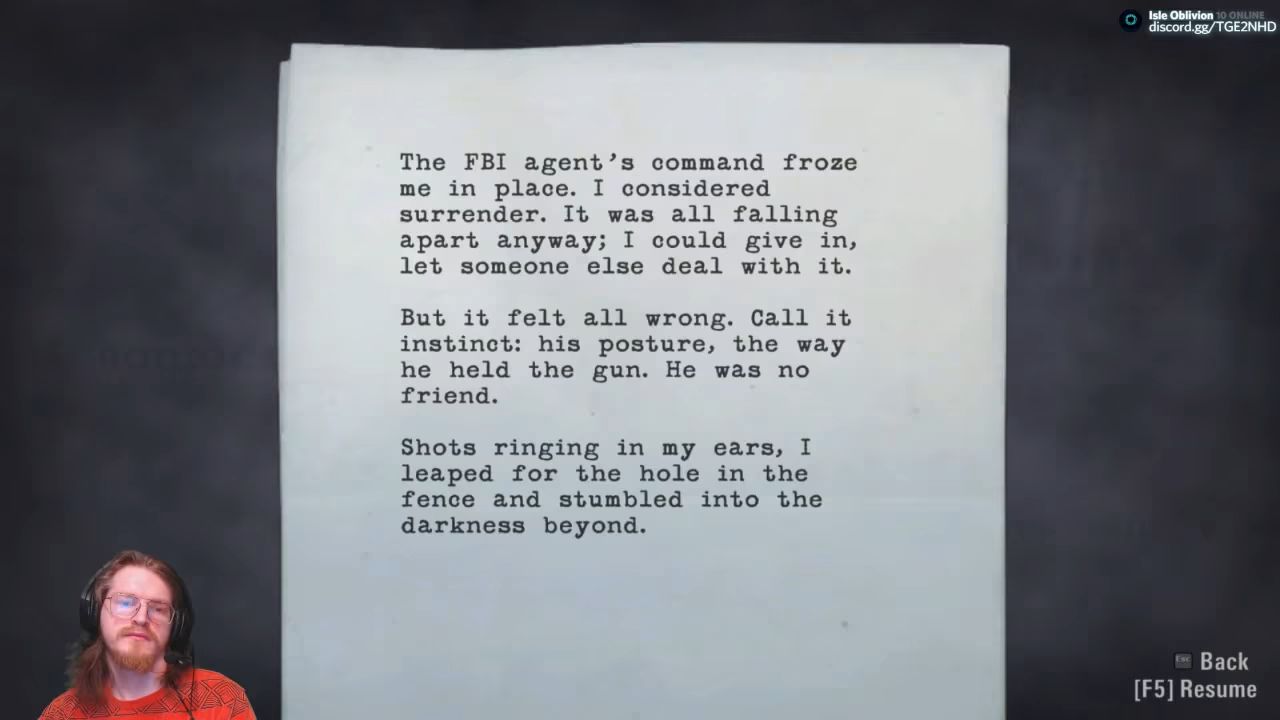 Isle Oblivion 10 ONLINE
discord.gg/TGE2NHD
The FBI agent’s command froze
me in place. I considered
surrender. It was all falling
apart anyway; I could give in,
let someone else deal with it.
But it felt all wrong. Call it
instinct: his posture, the way
he held the gun. He was no
friend.
Shots ringing in my ears, I
leaped for the hole in the
fence and stumbled into the
darkness beyond.
Esc Back
[F5] Resume